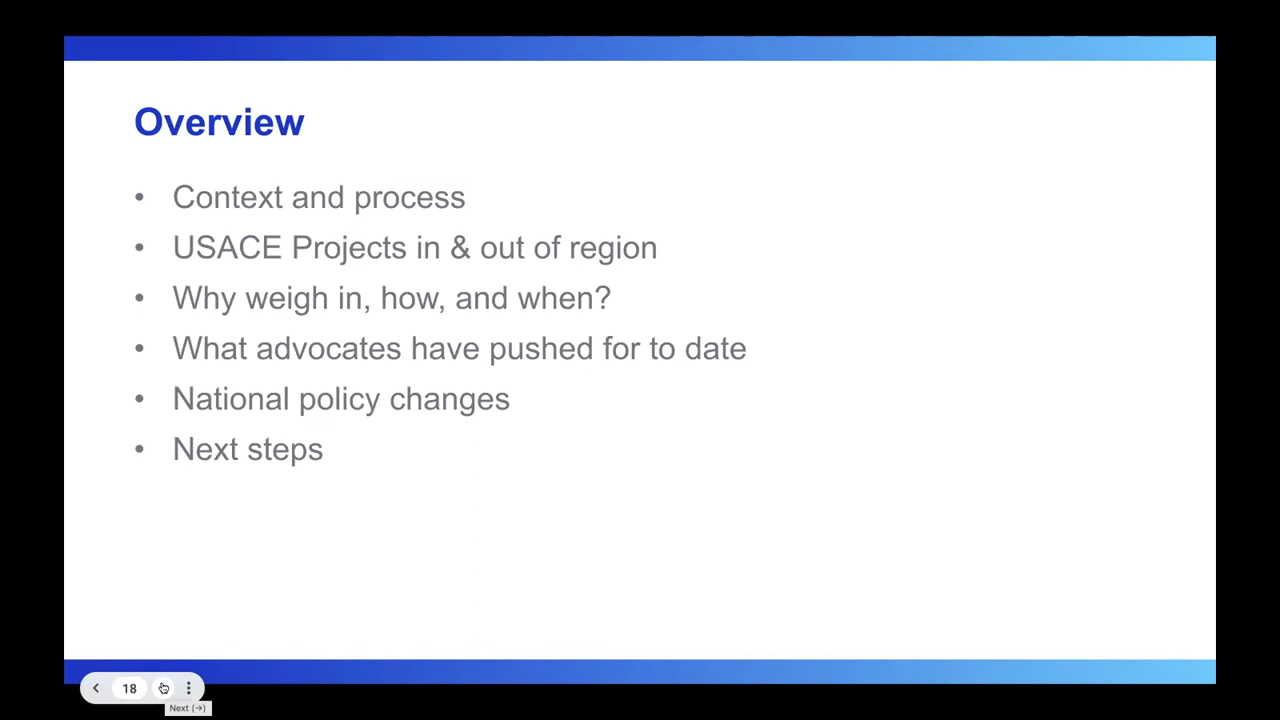 Overview
• Context and process
• USACE Projects in & out of region
• Why weigh in, how, and when?
• What advocates have pushed for to date
• National policy changes
• Next steps
18
Next (→)